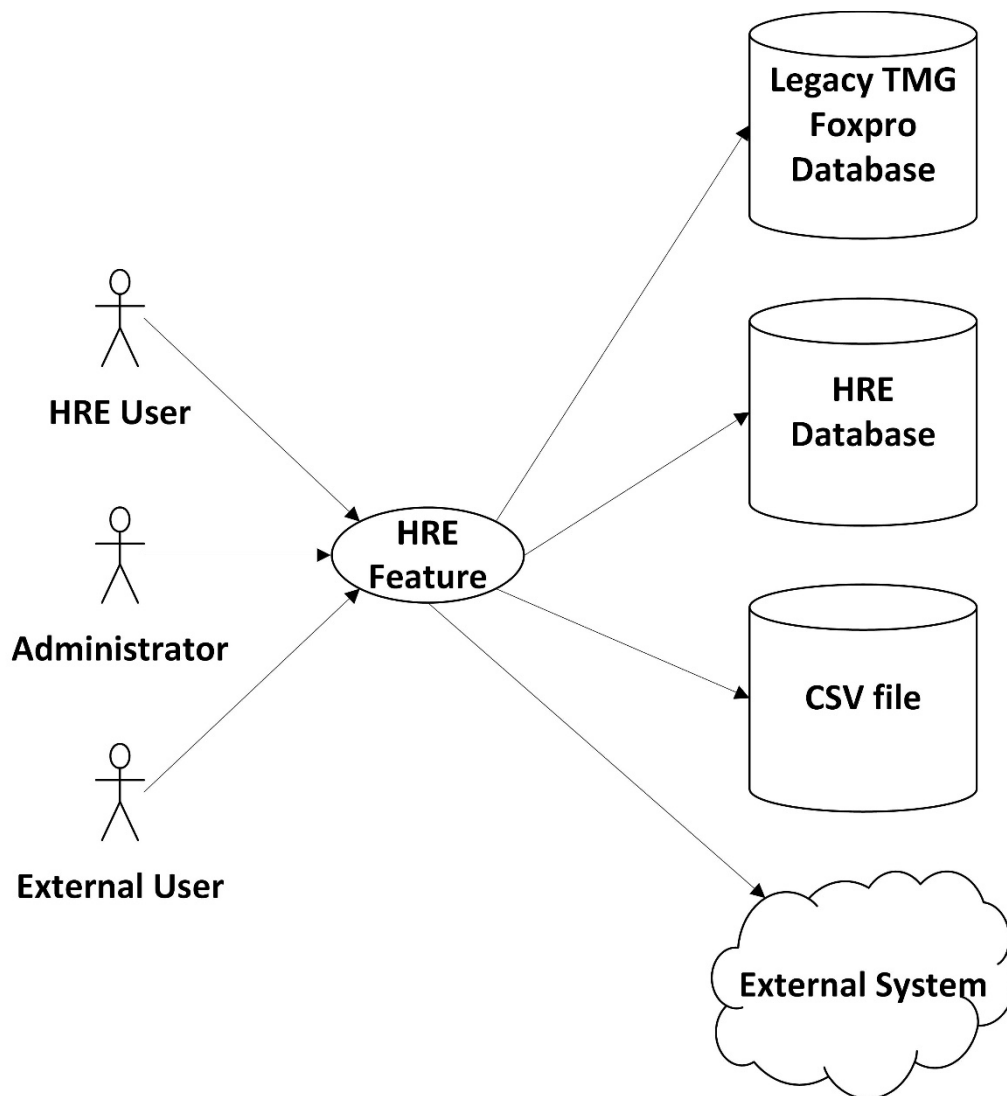 Legacy TMG
Foxpro
Database
HRE User
HRE
Database
Administrator
HRE
Feature
CSV file
External User
External System